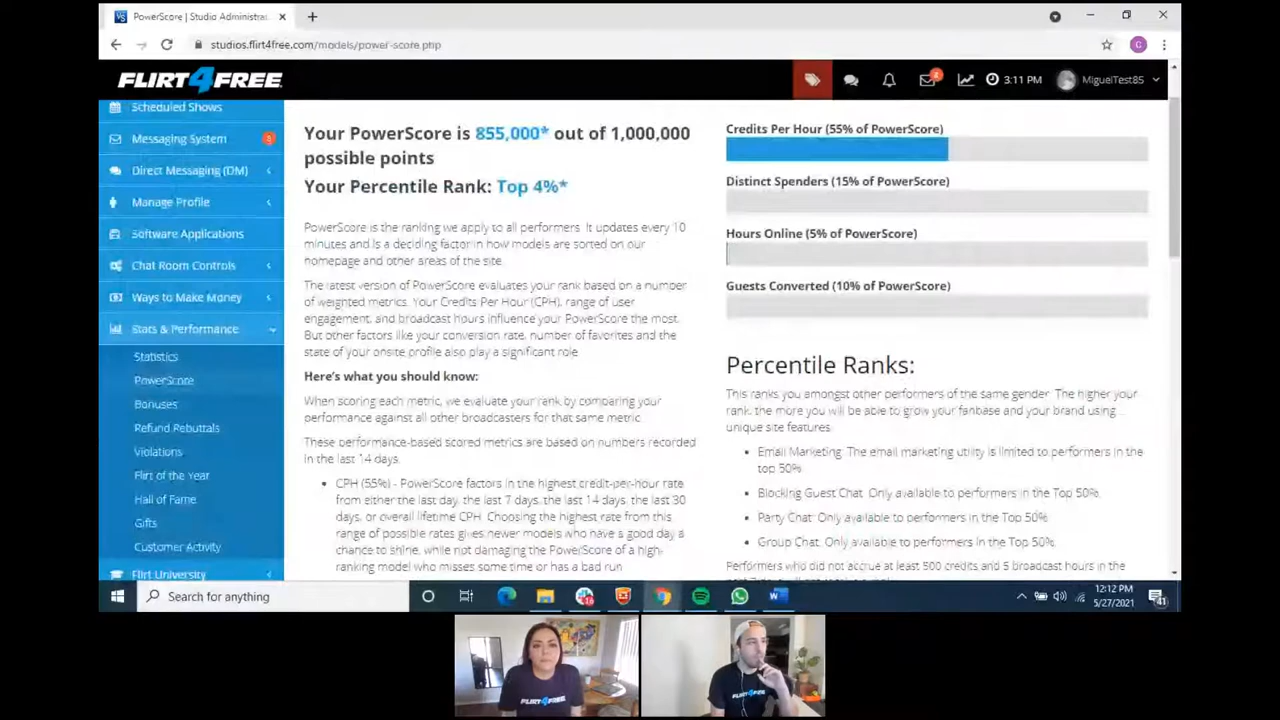 PowerScore | Studio Administra
studios.flirt4free.com/models/power-score.php
FLIRT4FREE
3:11 PM
MiguelTest85
Scheduled Shows
Messaging System
Direct Messaging (DM)
Manage Profile
Software Applications
Chat Room Controls
Ways to Make Money
Stats & Performance
Statistics
PowerScore
Bonuses
Refund Rebuttals
Violations
Flirt of the Year
Hall of Fame
Gifts
Customer Activity
Flirt University
Your PowerScore is 855,000* out of 1,000,000
possible points
Your Percentile Rank: Top 4%*
PowerScore is the ranking we apply to all performers. It updates every 10
minutes and is a deciding factor in how models are sorted on our
homepage and other areas of the site.
The latest version of PowerScore evaluates your rank based on a number
of weighted metrics. Your Credits Per Hour (CPH), range of user
engagement, and broadcast hours influence your PowerScore the most.
But other factors like your conversion rate, number of favorites and the
state of your onsite profile also play a significant role.
Here's what you should know:
When scoring each metric, we evaluate your rank by comparing your
performance against all other broadcasters for that same metric.
These performance-based scored metrics are based on numbers recorded
in the last 14 days.
CPH (55%) - PowerScore factors in the highest credit-per-hour rate
from either the last day, the last 7 days, the last 14 days, the last 30
days, or overall lifetime CPH. Choosing the highest rate from this
range of possible rates gives newer models who have a good day a
chance to shine, while not damaging the PowerScore of a high-
ranking model who misses some time or has a bad run
Credits Per Hour (55% of PowerScore)
Distinct Spenders (15% of PowerScore)
Hours Online (5% of PowerScore)
Guests Converted (10% of PowerScore)
Percentile Ranks:
This ranks you amongst other performers of the same gender. The higher your
rank, the more you will be able to grow your fanbase and your brand using
unique site features.
Email Marketing: The email marketing utility is limited to performers in the
top 50%
Blocking Guest Chat: Only available to performers in the Top 50%.
Party Chat: Only available to performers in the Top 50%.
Group Chat: Only available to performers in the Top 50%.
Performers who did not accrue at least 500 credits and 5 broadcast hours in the
Search for anything
12:12 PM
5/27/2021
41
FLIRT4FREE
FLIRT4FREE